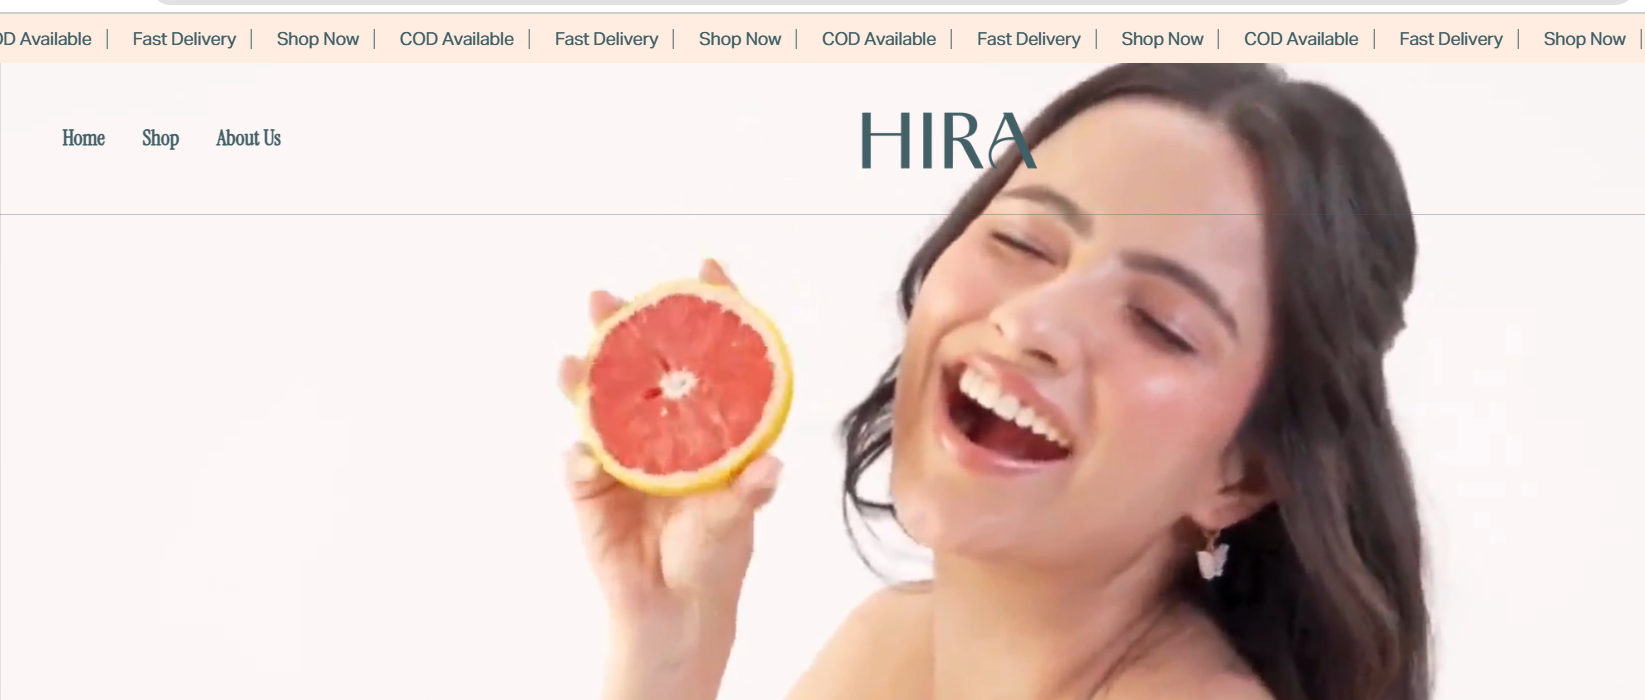 OD Available | Fast Delivery | Shop Now | COD Available | Fast Delivery | Shop Now | COD Available | Fast Delivery | Shop Now | COD Available | Fast Delivery | Shop Now |
Home Shop About Us HIRA